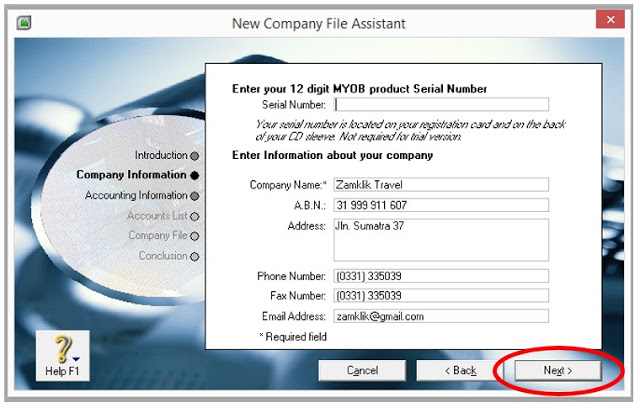 New Company File Assistant
Enter your 12 digit MYOB product Serial Number
Serial Number:
Your serial number is located on your registration card and on the back
of your CD sleeve. Not required for trial version.
Introduction
Company Information
Accounting Information
Accounts List
Company File
Conclusion
Enter Information about your company
Company Name:* Zamklik Travel
A.B.N.: 31 999 911 607
Address: Jln. Sumatra 37
Phone Number: (0331) 335039
Fax Number: (0331) 335039
Email Address: zamklik@gmail.com
* Required field
Help F1
Cancel
< Back
Next >